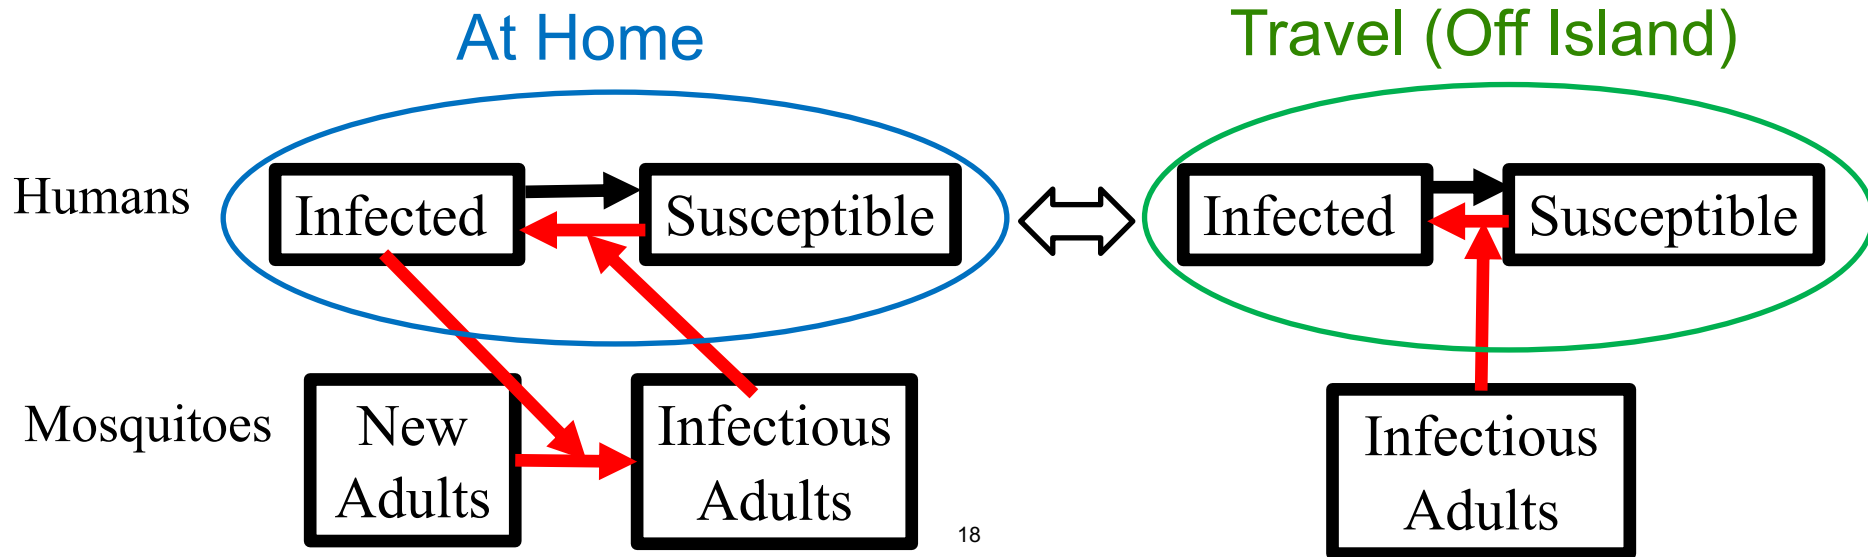 At Home
Travel (Off Island)
Humans
Infected
Susceptible
Infected
Susceptible
Mosquitoes
New
Adults
Infectious
Adults
Infectious
Adults
18